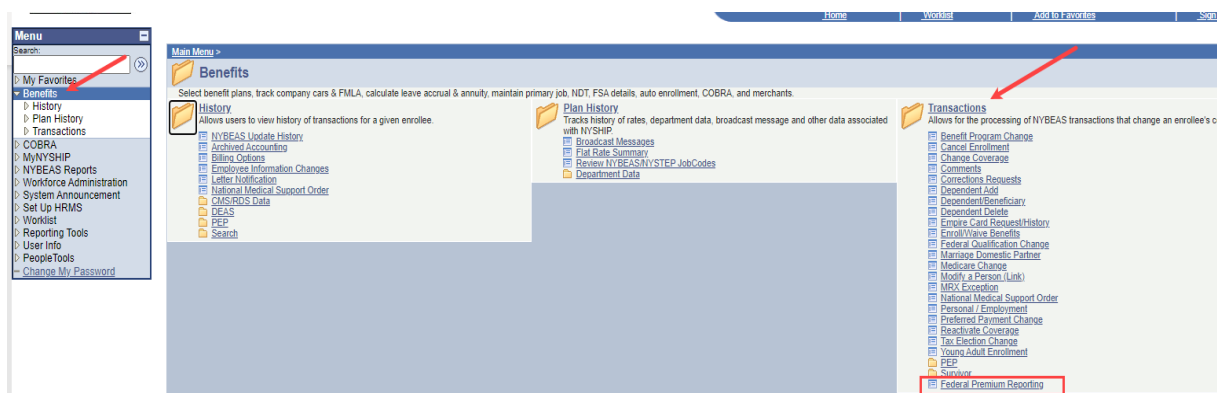 Home Worklist Add to Favorites Sign
Menu
Search:
My Favorites
Benefits
History
Plan History
Transactions
COBRA
MyNYSHIP
NYBEAS Reports
Workforce Administration
System Announcement
Set Up HRMS
Worklist
Reporting Tools
User Info
PeopleTools
Change My Password
Main Menu >
Benefits
Select benefit plans, track company cars & FMLA, calculate leave accrual & annuity, maintain primary job, NDT, FSA details, auto enrollment, COBRA, and merchants.
History
Allows users to view history of transactions for a given enrollee.
NYBEAS Update History
Archived Accounting
Billing Options
Employee Information Changes
Letter Notification
National Medical Support Order
CMS/RDS Data
DEAS
PEP
Search
Plan History
Tracks history of rates, department data, broadcast message and other data associated
with NYSHIP.
Broadcast Messages
Flat Rate Summary
Review NYBEAS/NYSTEP JobCodes
Department Data
Transactions
Allows for the processing of NYBEAS transactions that change an enrollee's c
Benefit Program Change
Cancel Enrollment
Change Coverage
Comments
Corrections Requests
Dependent Add
Dependent/Beneficiary
Dependent Delete
Empire Card Request/History
Enroll/Waive Benefits
Federal Qualification Change
Marriage Domestic Partner
Medicare Change
Modify a Person (Link)
MRX Exception
National Medical Support Order
Personal / Employment
Preferred Payment Change
Reactivate Coverage
Tax Election Change
Young Adult Enrollment
PEP
Survivor
Federal Premium Reporting